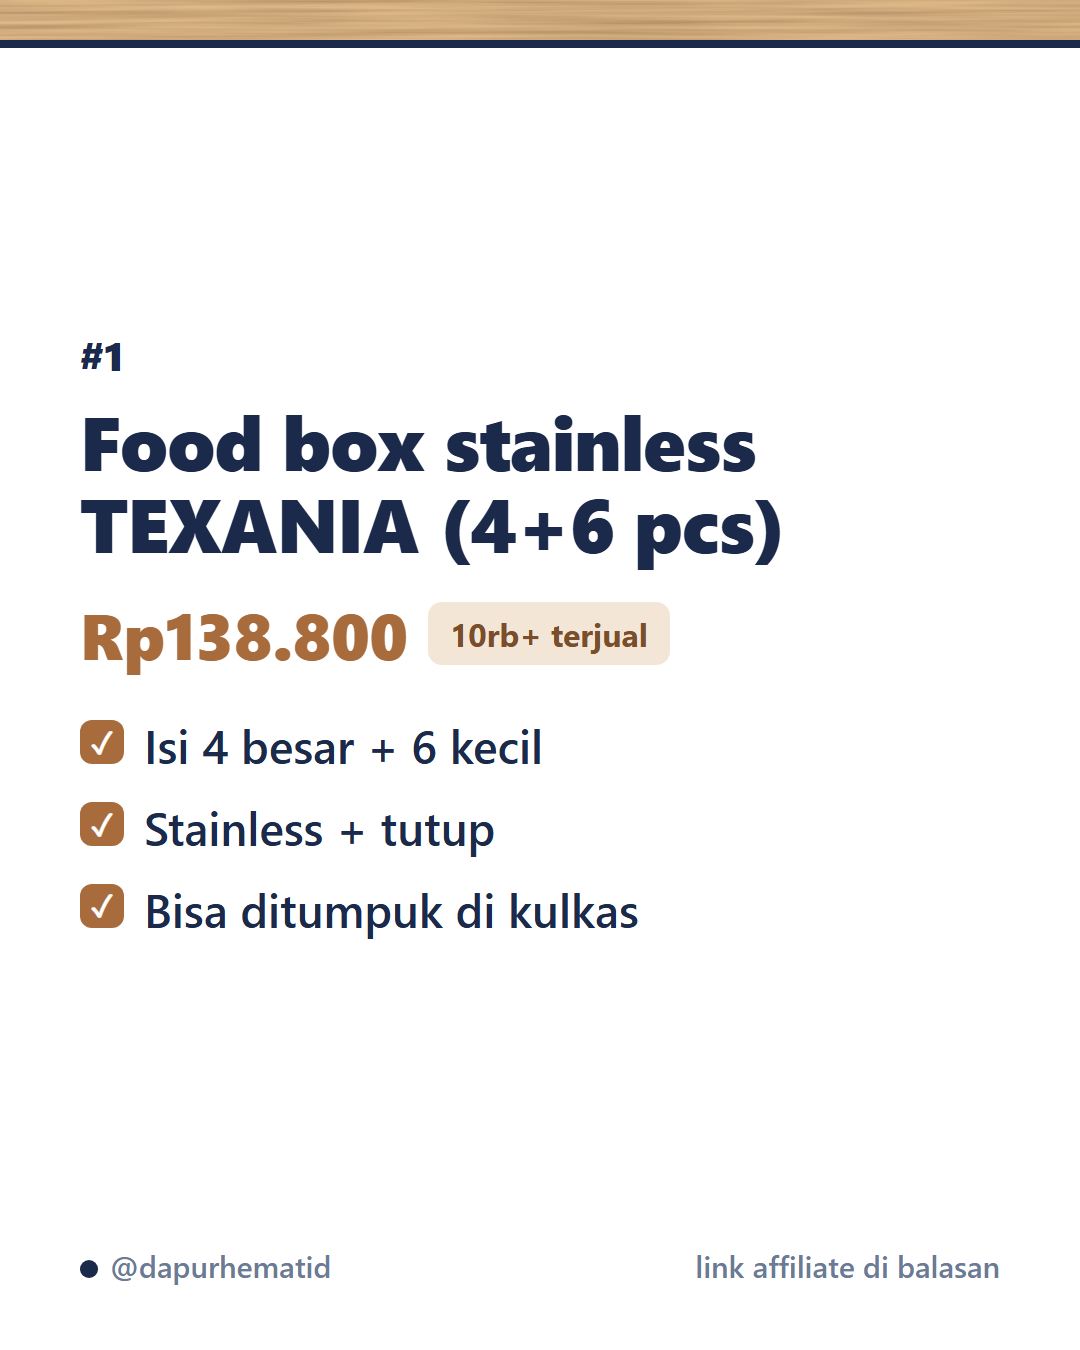 #1
Food box stainless
TEXANIA (4+6 pcs)
Rp138.800 10rb+ terjual
✓ Isi 4 besar + 6 kecil
✓ Stainless + tutup
✓ Bisa ditumpuk di kulkas
@dapurhematid link affiliate di balasan